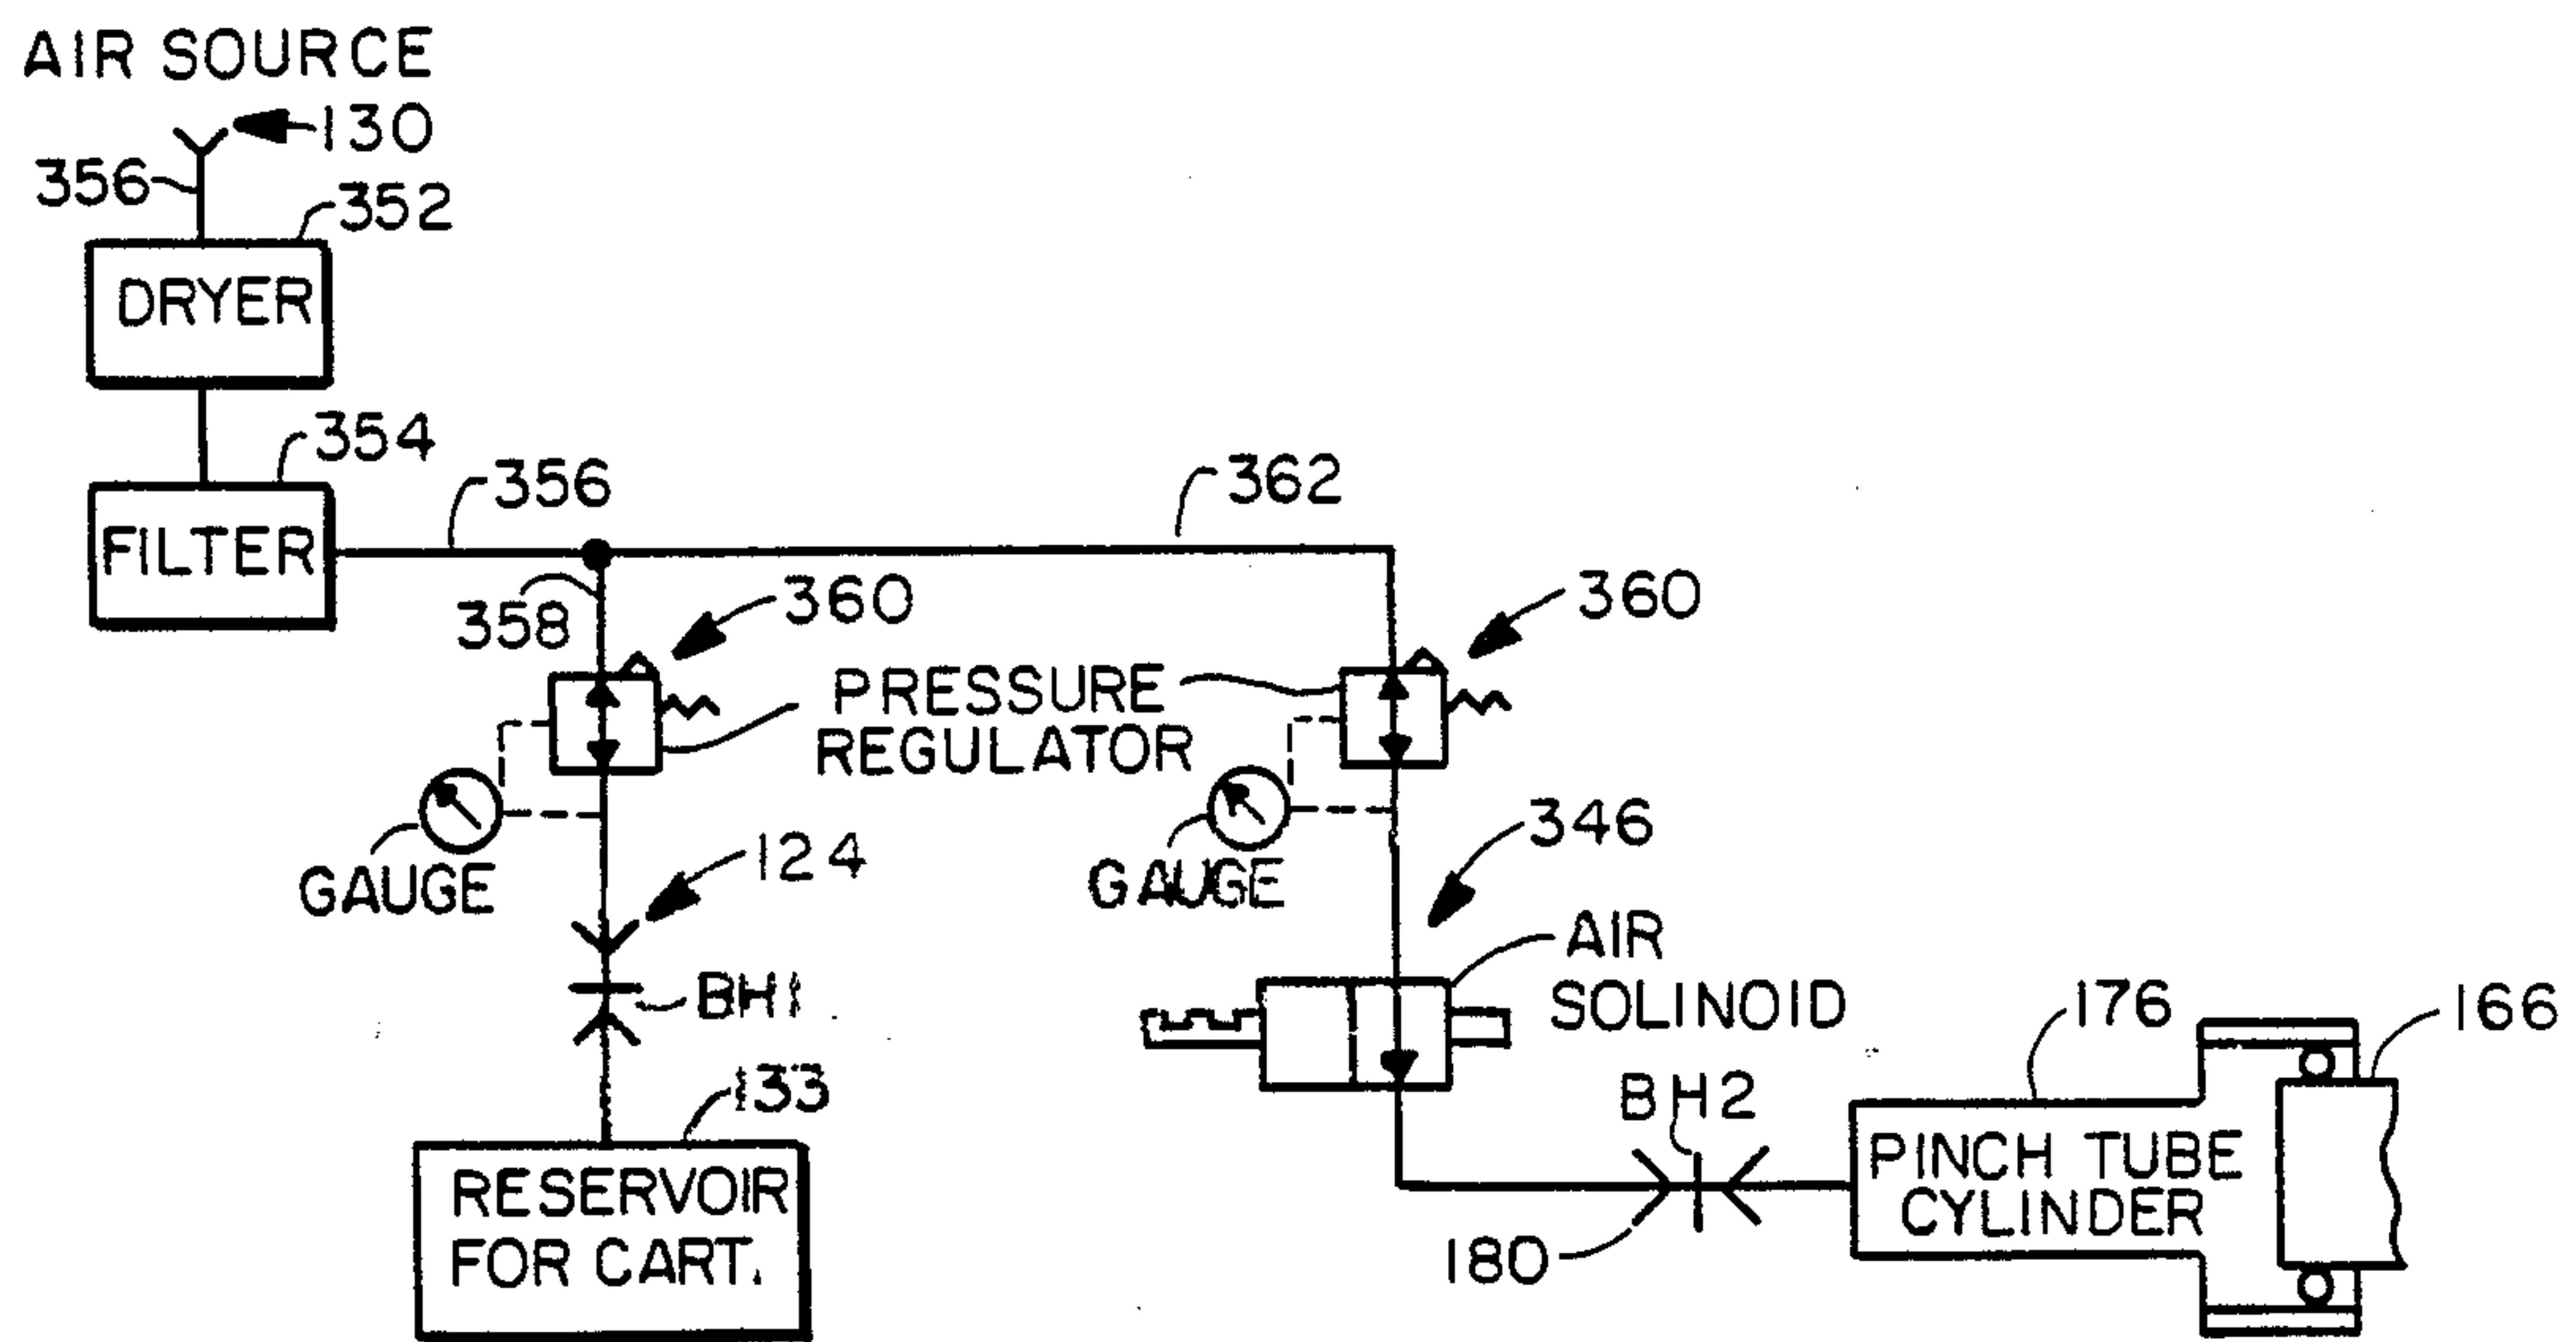 AIR SOURCE
130
356
352
DRYER
354
FILTER
356
362
358
360
360
PRESSURE
REGULATOR
GAUGE
GAUGE
124
346
BH1
AIR
SOLINOID
133
RESERVOIR
FOR CART.
BH2
180
176
166
PINCH TUBE
CYLINDER